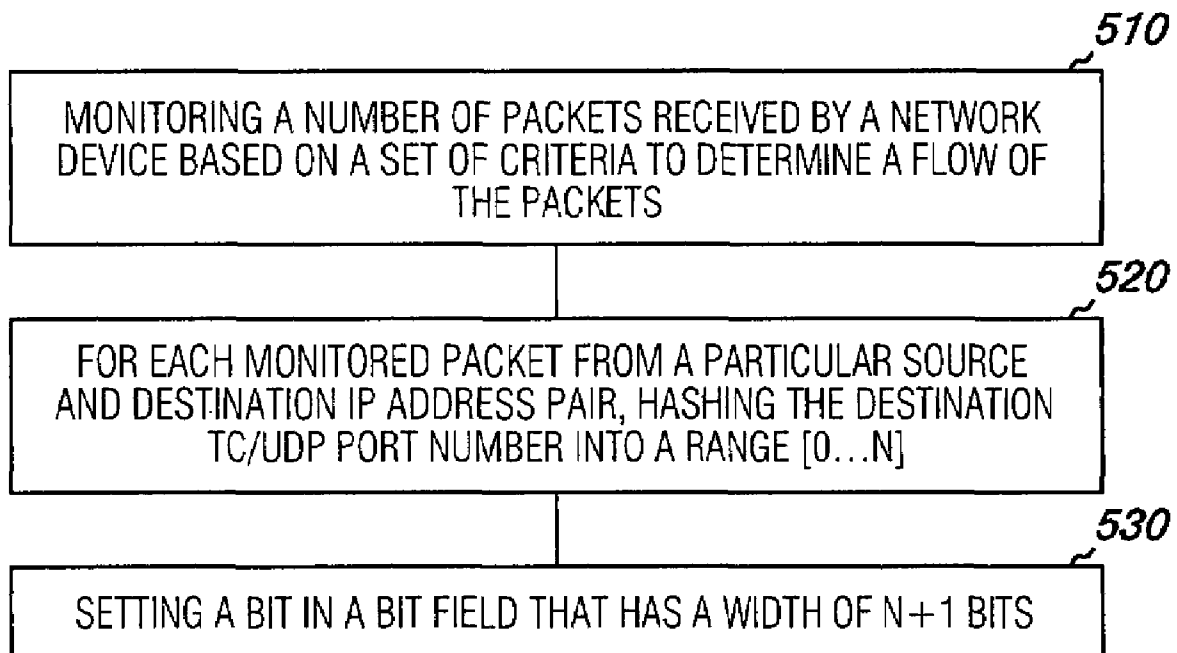 510
MONITORING A NUMBER OF PACKETS RECEIVED BY A NETWORK
DEVICE BASED ON A SET OF CRITERIA TO DETERMINE A FLOW OF
THE PACKETS
520
FOR EACH MONITORED PACKET FROM A PARTICULAR SOURCE
AND DESTINATION IP ADDRESS PAIR, HASHING THE DESTINATION
TC/UDP PORT NUMBER INTO A RANGE [0...N]
530
SETTING A BIT IN A BIT FIELD THAT HAS A WIDTH OF N+1 BITS